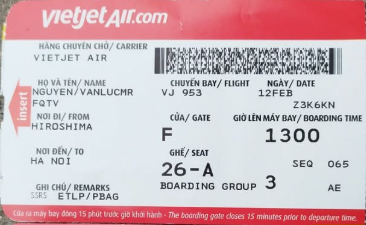 vietjetAir.com
HÃNG CHUYÊN CHỞ/ CARRIER
VIETJET AIR
HỌ VÀ TÊN/ NAME
NGUYEN/VANLUCMR
FQTV
CHUYẾN BAY/ FLIGHT
VJ 953
NGÀY/ DATE
12FEB
Z3K6KN
insert
NƠI ĐI/ FROM
HIROSHIMA
CỬA/ GATE
F
GIỜ LÊN MÁY BAY/ BOARDING TIME
1300
NƠI ĐẾN/ TO
HA NOI
GHẾ/ SEAT
26-A
SEQ 065
BOARDING GROUP 3
AE
GHI CHÚ/ REMARKS
SSRS ETLP/PBAG
Cửa ra máy bay đóng 15 phút trước giờ khởi hành - The boarding gate closes 15 minutes prior to departure time.